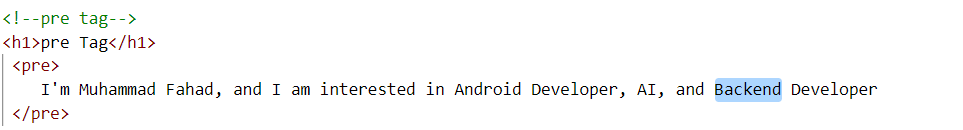 <!--pre tag-->
<h1>pre Tag</h1>
<pre>
I'm Muhammad Fahad, and I am interested in Android Developer, AI, and Backend Developer
</pre>